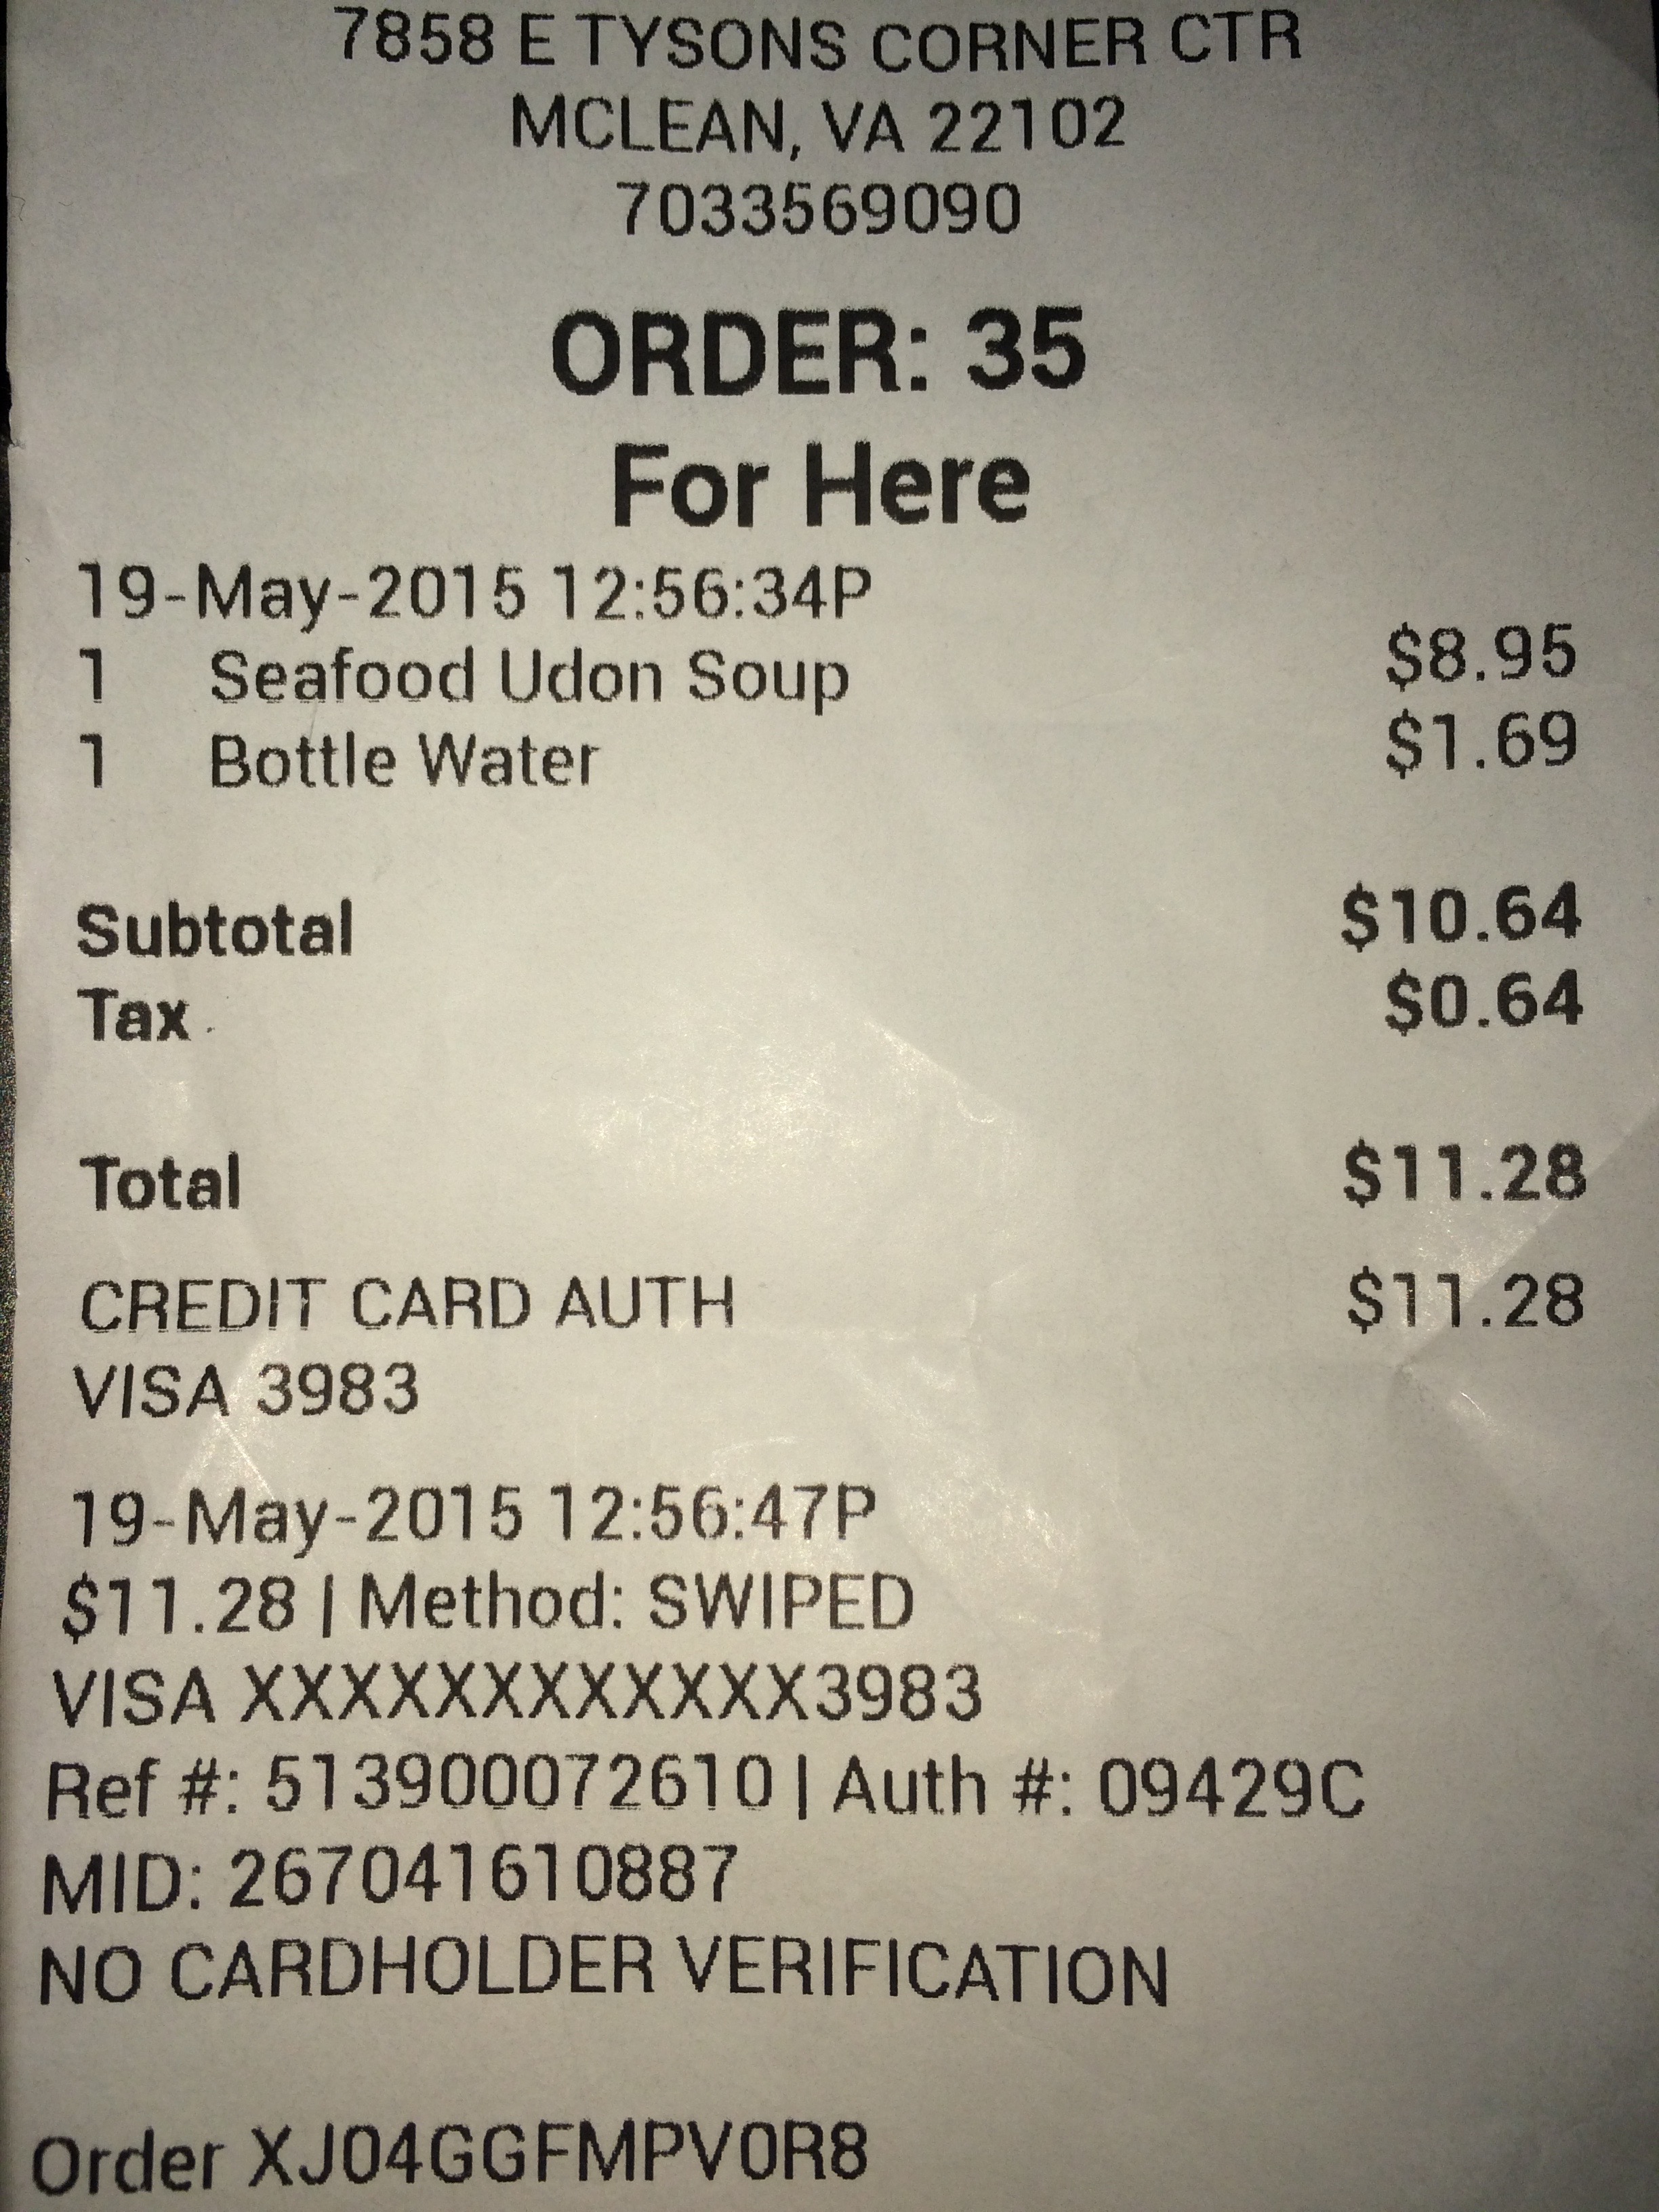 7858 E TYSONS CORNER CTR
MCLEAN, VA 22102
7033569090
ORDER: 35
For Here
19-May-2015 12:56:34P
1 Seafood Udon Soup $8.95
1 Bottle Water $1.69
Subtotal $10.64
Tax $0.64
Total $11.28
CREDIT CARD AUTH $11.28
VISA 3983
19-May-2015 12:56:47P
$11.28 | Method: SWIPED
VISA XXXXXXXXXXXX3983
Ref #: 513900072610 | Auth #: 09429C
MID: 267041610887
NO CARDHOLDER VERIFICATION
Order XJ04GGFMPV0R8